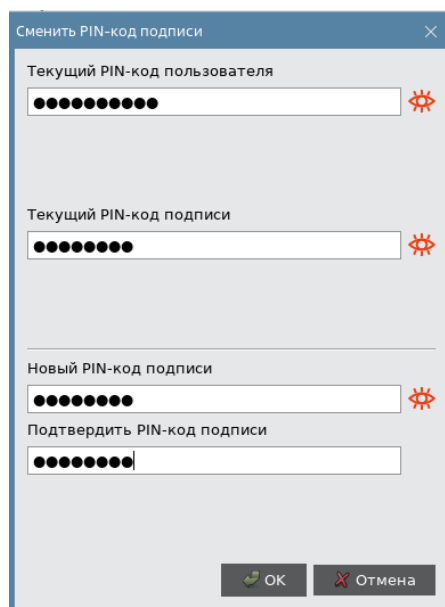 Сменить PIN-код подписи
Текущий PIN-код пользователя
●●●●●●●●●●
Текущий PIN-код подписи
●●●●●●●●
Новый PIN-код подписи
●●●●●●●●
Подтвердить PIN-код подписи
●●●●●●●●
OK Отмена